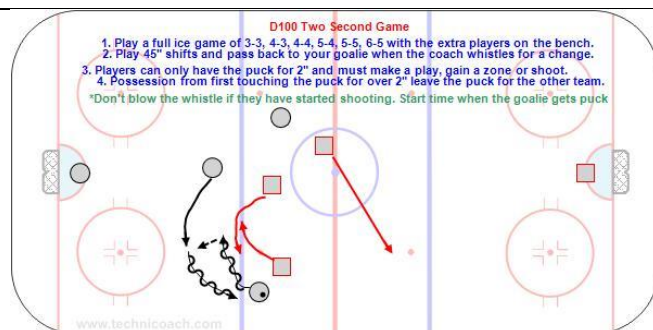 D100 Two Second Game
1. Play a full ice game of 3-3, 4-3, 4-4, 5-4, 5-5, 6-5 with the extra players on the bench.
2. Play 45" shifts and pass back to your goalie when the coach whistles for a change.
3. Players can only have the puck for 2" and must make a play, gain a zone or shoot.
4. Possession from first touching the puck for over 2" leave the puck for the other team.
*Don't blow the whistle if they have started shooting. Start time when the goalie gets puck
www.technicoach.com